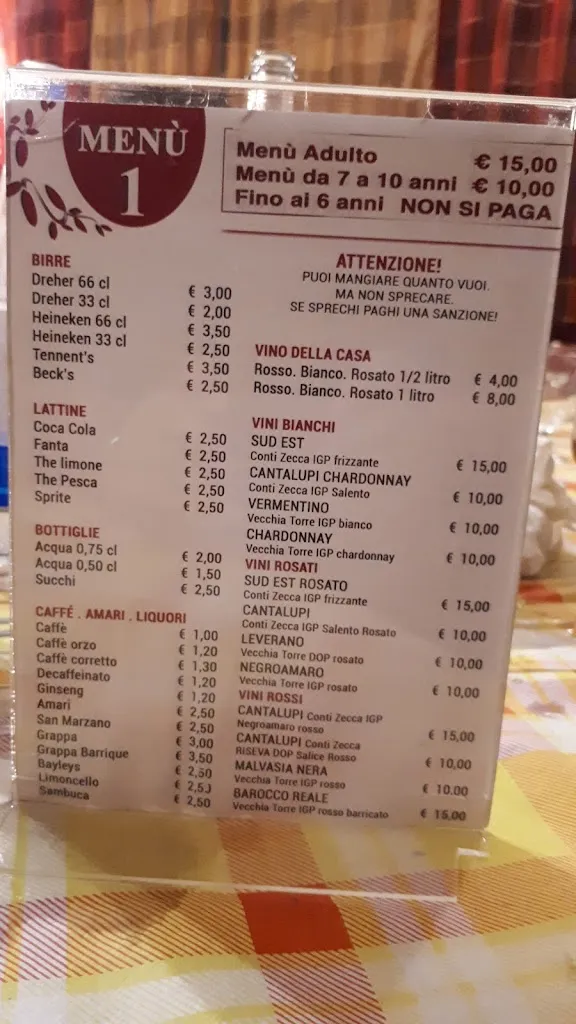 MENÙ
1
Menù Adulto € 15,00
Menù da 7 a 10 anni € 10,00
Fino ai 6 anni NON SI PAGA
BIRRE
Dreher 66 cl € 3,00
Dreher 33 cl € 2,00
Heineken 66 cl € 3,50
Heineken 33 cl € 2,50
Tennent's € 3,50
Beck's € 2,50
LATTINE
Coca Cola € 2,50
Fanta € 2,50
The limone € 2,50
The Pesca € 2,50
Sprite € 2,50
BOTTIGLIE
Acqua 0,75 cl € 2,00
Acqua 0,50 cl € 1,50
Succhi € 2,50
CAFFÉ . AMARI . LIQUORI
Caffè € 1,00
Caffè orzo € 1,20
Caffè corretto € 1,30
Decaffeinato € 1,20
Ginseng € 1,20
Amari € 2,50
San Marzano € 2,50
Grappa € 3,00
Grappa Barrique € 3,50
Bayleys € 2,50
Limoncello € 2,50
Sambuca € 2,50
ATTENZIONE!
PUOI MANGIARE QUANTO VUOI.
MA NON SPRECARE.
SE SPRECHI PAGHI UNA SANZIONE!
VINO DELLA CASA
Rosso. Bianco. Rosato 1/2 litro € 4,00
Rosso. Bianco. Rosato 1 litro € 8,00
VINI BIANCHI
SUD EST
Conti Zecca IGP frizzante € 15,00
CANTALUPI CHARDONNAY
Conti Zecca IGP Salento € 10,00
VERMENTINO
Vecchia Torre IGP bianco € 10,00
CHARDONNAY
Vecchia Torre IGP chardonnay € 10,00
VINI ROSATI
SUD EST ROSATO
Conti Zecca IGP frizzante € 15,00
CANTALUPI
Conti Zecca IGP Salento Rosato € 10,00
LEVERANO
Vecchia Torre DOP rosato € 10,00
NEGROAMARO
Vecchia Torre IGP rosato € 10,00
VINI ROSSI
CANTALUPI Conti Zecca IGP
Negroamaro rosso € 15,00
CANTALUPI Conti Zecca
RISEVA DOP Salice Rosso € 10,00
MALVASIA NERA
Vecchia Torre IGP rosso € 10.00
BAROCCO REALE
Vecchia Torre IGP rosso barricato € 15,00